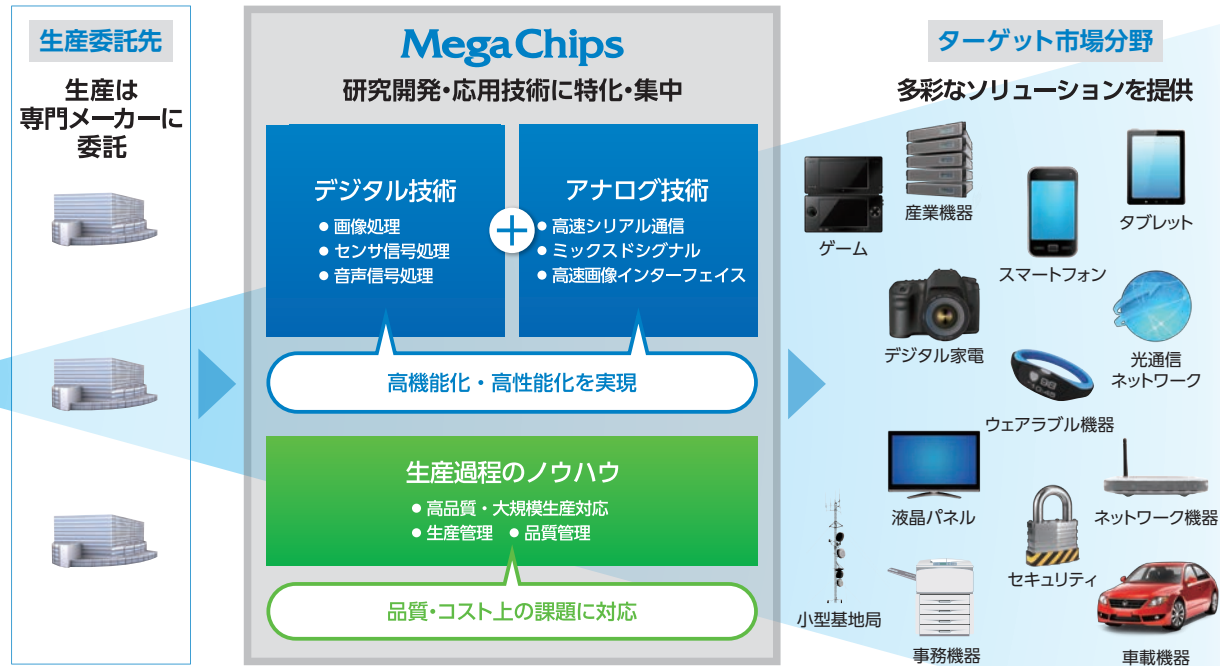 生産委託先
生産は
専門メーカーに
委託
MegaChips
研究開発・応用技術に特化・集中
デジタル技術
● 画像処理
● センサ信号処理
● 音声信号処理
+
アナログ技術
● 高速シリアル通信
● ミックスドシグナル
● 高速画像インターフェイス
高機能化・高性能化を実現
生産過程のノウハウ
● 高品質・大規模生産対応
● 生産管理 ● 品質管理
品質・コスト上の課題に対応
ターゲット市場分野
多彩なソリューションを提供
ゲーム
産業機器
スマートフォン
タブレット
デジタル家電
ウェアラブル機器
光通信
ネットワーク
液晶パネル
セキュリティ
ネットワーク機器
小型基地局
事務機器
車載機器